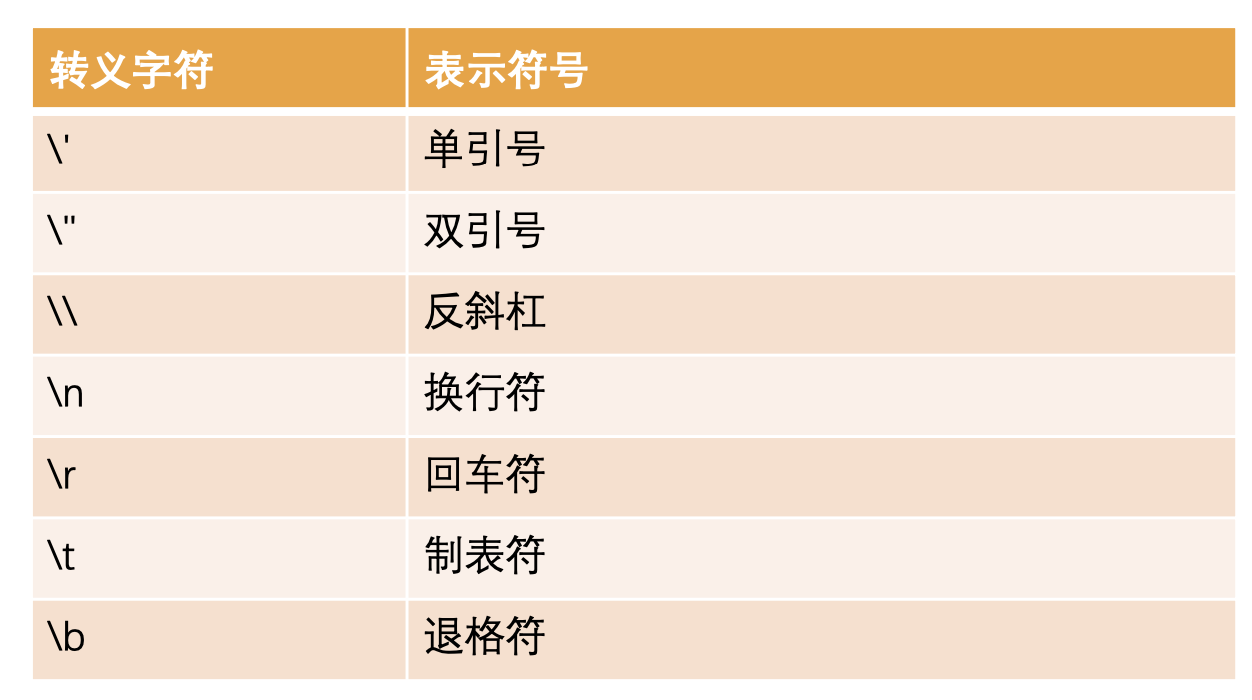 转义字符 表示符号
\' 单引号
\" 双引号
\\ 反斜杠
\n 换行符
\r 回车符
\t 制表符
\b 退格符